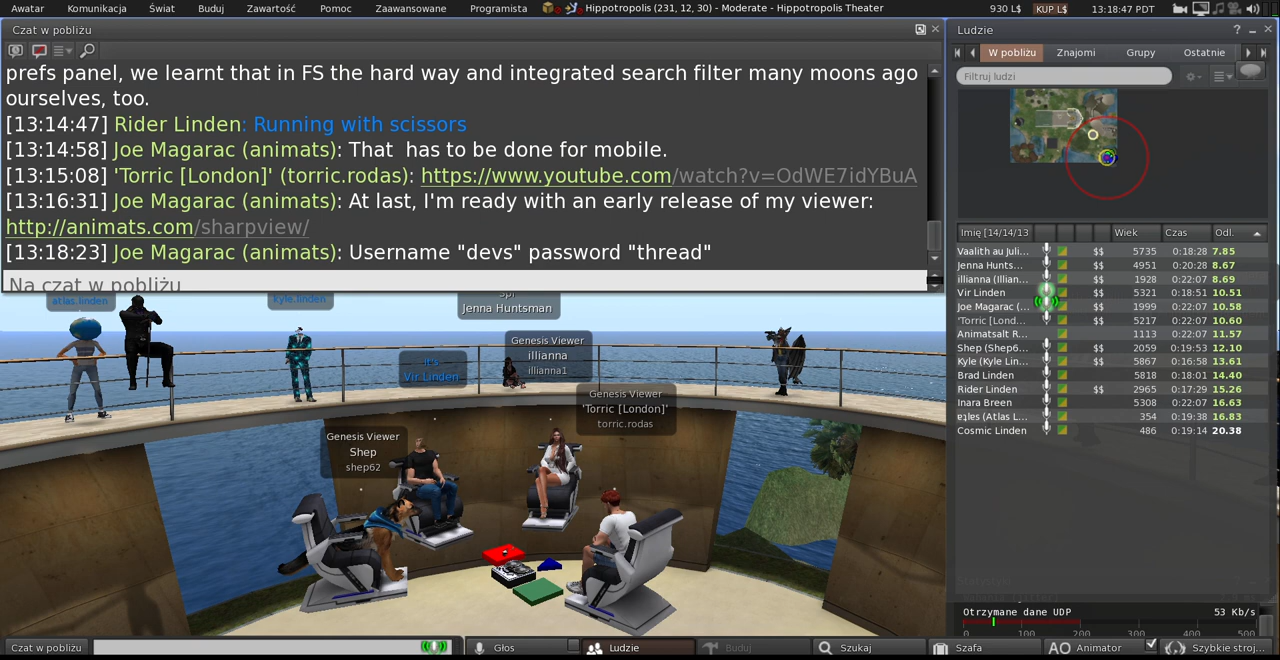 Awatar Komunikacja Świat Buduj Zawartość Pomoc Zaawansowane Programista Hippotropolis (231, 12, 30) - Moderate - Hippotropolis Theater 930 L$ KUP L$ 13:18:47 PDT
Czat w pobliżu
prefs panel, we learnt that in FS the hard way and integrated search filter many moons ago
ourselves, too.
[13:14:47] Rider Linden: Running with scissors
[13:14:58] Joe Magarac (animats): That has to be done for mobile.
[13:15:08] 'Torric [London]' (torric.rodas): https://www.youtube.com/watch?v=OdWE7idYBuA
[13:16:31] Joe Magarac (animats): At last, I'm ready with an early release of my viewer:
http://animats.com/sharpview/
[13:18:23] Joe Magarac (animats): Username "devs" password "thread"
Na czat w pobliżu
Ludzie
W pobliżu Znajomi Grupy Ostatnie
Filtruj ludzi
Imię [14/14/13 Wiek Czas Odl.
Vaalith au Juli... $$ 5735 0:18:28 7.85
Jenna Hunts... $$ 4951 0:20:28 8.67
illianna (Illian... $$ 1928 0:22:07 8.69
Vir Linden $$ 5321 0:18:51 10.51
Joe Magarac (... $$ 1999 0:22:07 10.58
'Torric [Lond... $$ 5217 0:22:07 10.60
Animatsalt R... 1113 0:22:07 11.57
Shep (Shep6... $$ 2059 0:19:53 12.10
Kyle (Kyle Lin... $$ 5867 0:16:58 13.61
Brad Linden 5818 0:18:01 14.40
Rider Linden $$ 2965 0:17:29 15.26
Inara Breen 5308 0:22:07 16.63
(Atlas L... 354 0:19:38 16.83
Cosmic Linden 486 0:19:14 20.38
atlas.linden
kyle.linden
Jenna Huntsman
Genesis Viewer
illianna
illianna1
It's
Vir Linden
Genesis Viewer
'Torric [London]'
torric.rodas
Genesis Viewer
Shep
shep62
Otrzymane dane UDP 53 Kb/s
0 100 200 300 400 500
Czat w pobliżu Głos Ludzie Buduj Szukaj Szafa AO Animator Szybkie stroj...